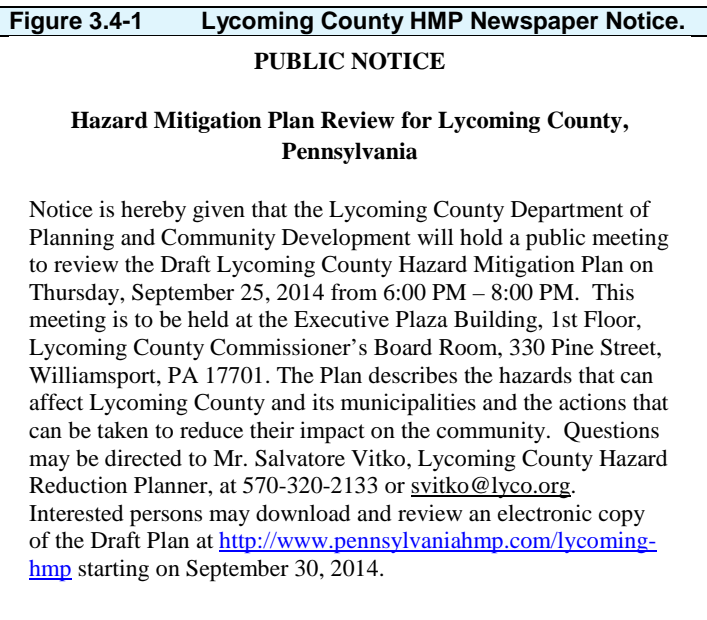 Figure 3.4-1 Lycoming County HMP Newspaper Notice.
PUBLIC NOTICE
Hazard Mitigation Plan Review for Lycoming County,
Pennsylvania
Notice is hereby given that the Lycoming County Department of
Planning and Community Development will hold a public meeting
to review the Draft Lycoming County Hazard Mitigation Plan on
Thursday, September 25, 2014 from 6:00 PM – 8:00 PM.  This
meeting is to be held at the Executive Plaza Building, 1st Floor,
Lycoming County Commissioner’s Board Room, 330 Pine Street,
Williamsport, PA 17701. The Plan describes the hazards that can
affect Lycoming County and its municipalities and the actions that
can be taken to reduce their impact on the community.  Questions
may be directed to Mr. Salvatore Vitko, Lycoming County Hazard
Reduction Planner, at 570-320-2133 or svitko@lyco.org.
Interested persons may download and review an electronic copy
of the Draft Plan at http://www.pennsylvaniahmp.com/lycoming-
hmp starting on September 30, 2014.